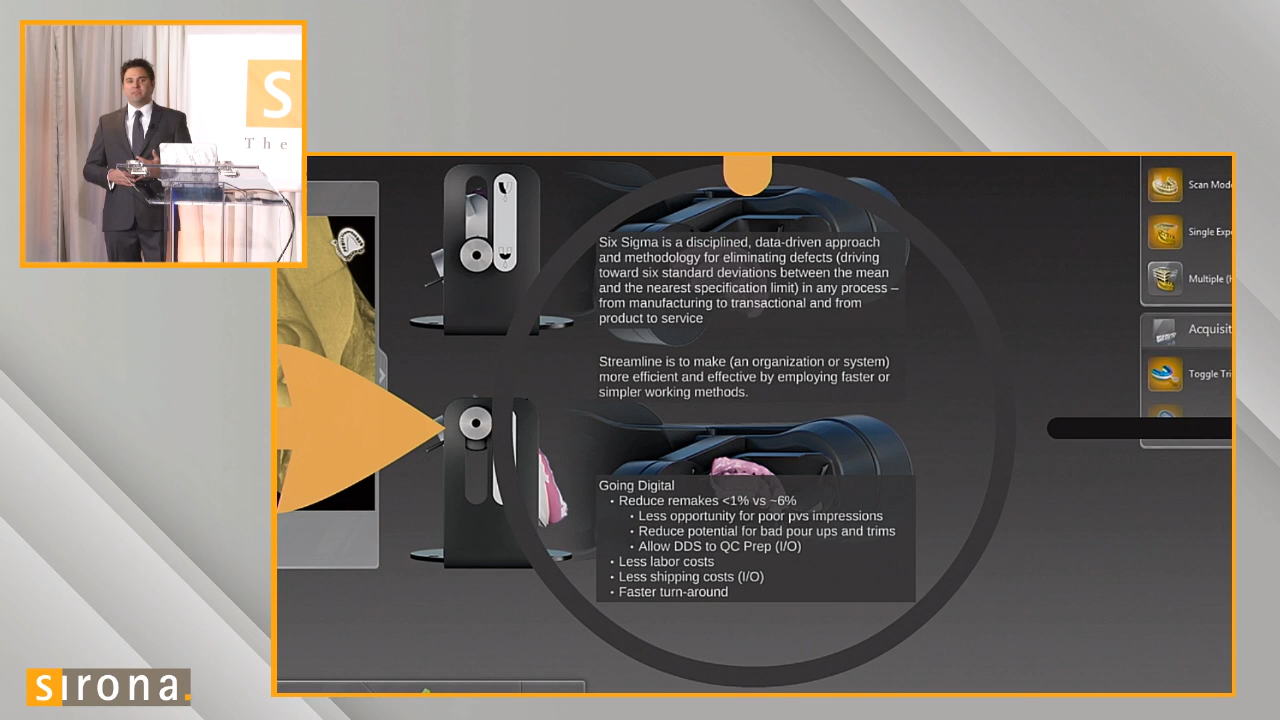 S
The
Six Sigma is a disciplined, data-driven approach
and methodology for eliminating defects (driving
toward six standard deviations between the mean
and the nearest specification limit) in any process –
from manufacturing to transactional and from
product to service
Streamline is to make (an organization or system)
more efficient and effective by employing faster or
simpler working methods.
Going Digital
• Reduce remakes <1% vs ~6%
• Less opportunity for poor pvs impressions
• Reduce potential for bad pour ups and trims
• Allow DDS to QC Prep (I/O)
• Less labor costs
• Less shipping costs (I/O)
• Faster turn-around
Scan Mod
Single Exp
Multiple (
Acquisit
Toggle Tri
sirona.